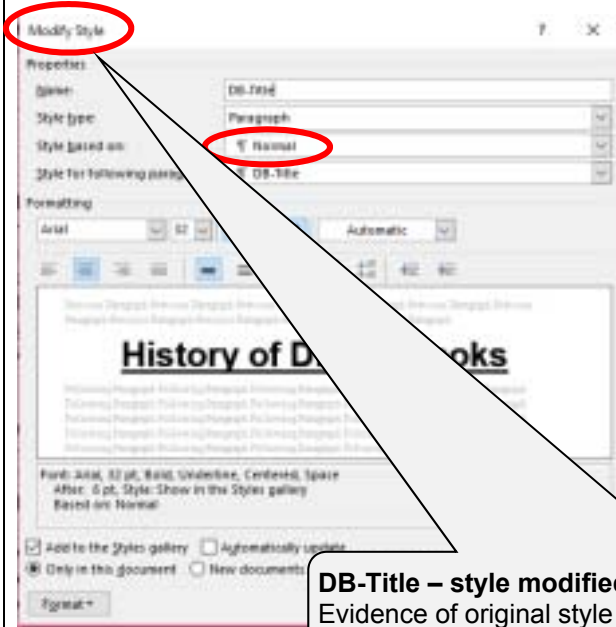 Modify Style ? ×
Properties
Name: DB-Title
Style type: Paragraph
Style based on: ¶ Normal
Style for following parag ¶ DB-Title
Formatting
Arial 32 Automatic
History of D ooks
Font: Arial, 32 pt, Bold, Underline, Centered, Space
After: 6 pt, Style: Show in the Styles gallery
Based on: Normal
Add to the Styles gallery Automatically update
Only in this document New documents
Format
DB-Title – style modified
Evidence of original style